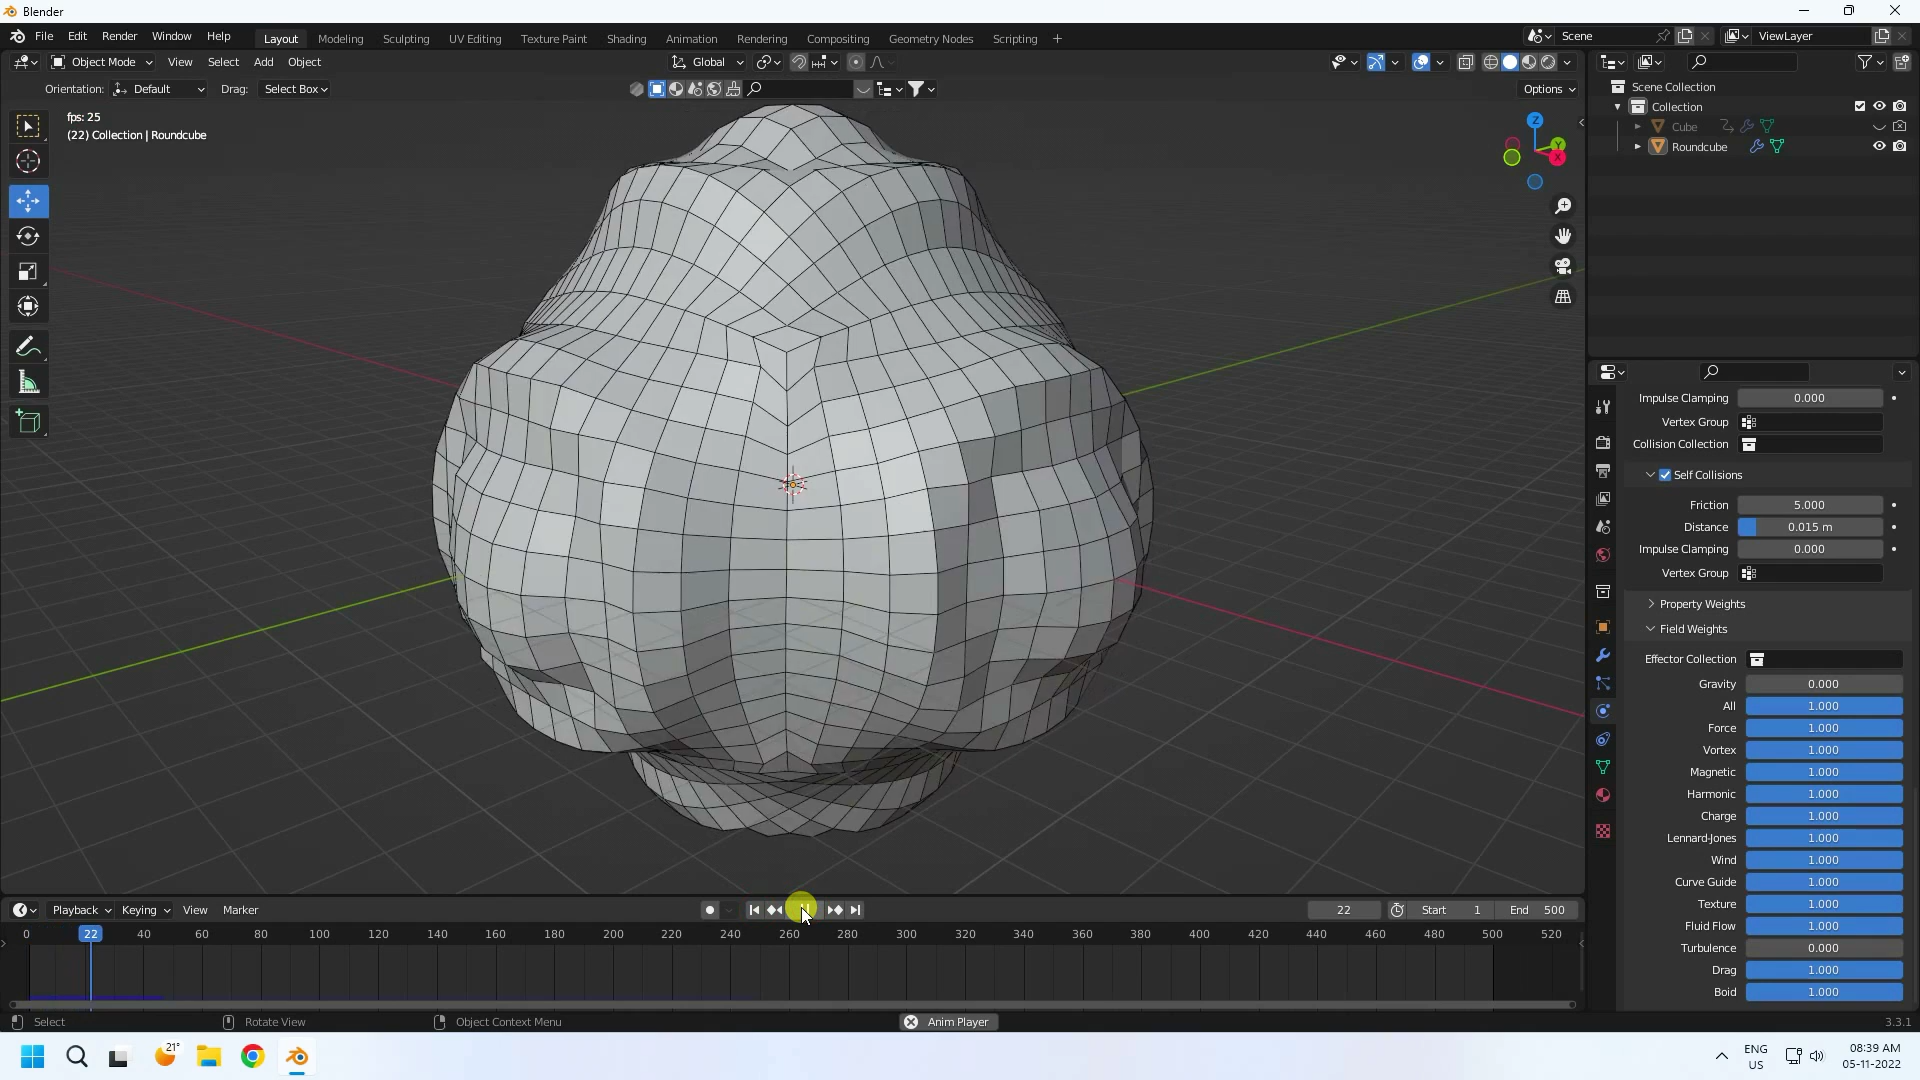 Blender
File Edit Render Window Help Layout Modeling Sculpting UV Editing Texture Paint Shading Animation Rendering Compositing Geometry Nodes Scripting + Scene ViewLayer
Object Mode View Select Add Object Global
Orientation: Default Drag: Select Box Options
fps: 25
(22) Collection | Roundcube
Z
Y
X
Scene Collection
Collection
Cube
Roundcube
Impulse Clamping 0.000
Vertex Group
Collision Collection
Self Collisions
Friction 5.000
Distance 0.015 m
Impulse Clamping 0.000
Vertex Group
Property Weights
Field Weights
Effector Collection
Gravity 0.000
All 1.000
Force 1.000
Vortex 1.000
Magnetic 1.000
Harmonic 1.000
Charge 1.000
Lennard-Jones 1.000
Wind 1.000
Curve Guide 1.000
Texture 1.000
Fluid Flow 1.000
Turbulence 0.000
Drag 1.000
Boid 1.000
Playback Keying View Marker 22 Start 1 End 500
0 22 40 60 80 100 120 140 160 180 200 220 240 260 280 300 320 340 360 380 400 420 440 460 480 500 520
Select Rotate View Object Context Menu Anim Player 3.3.1
21°
ENG
US
08:39 AM
05-11-2022